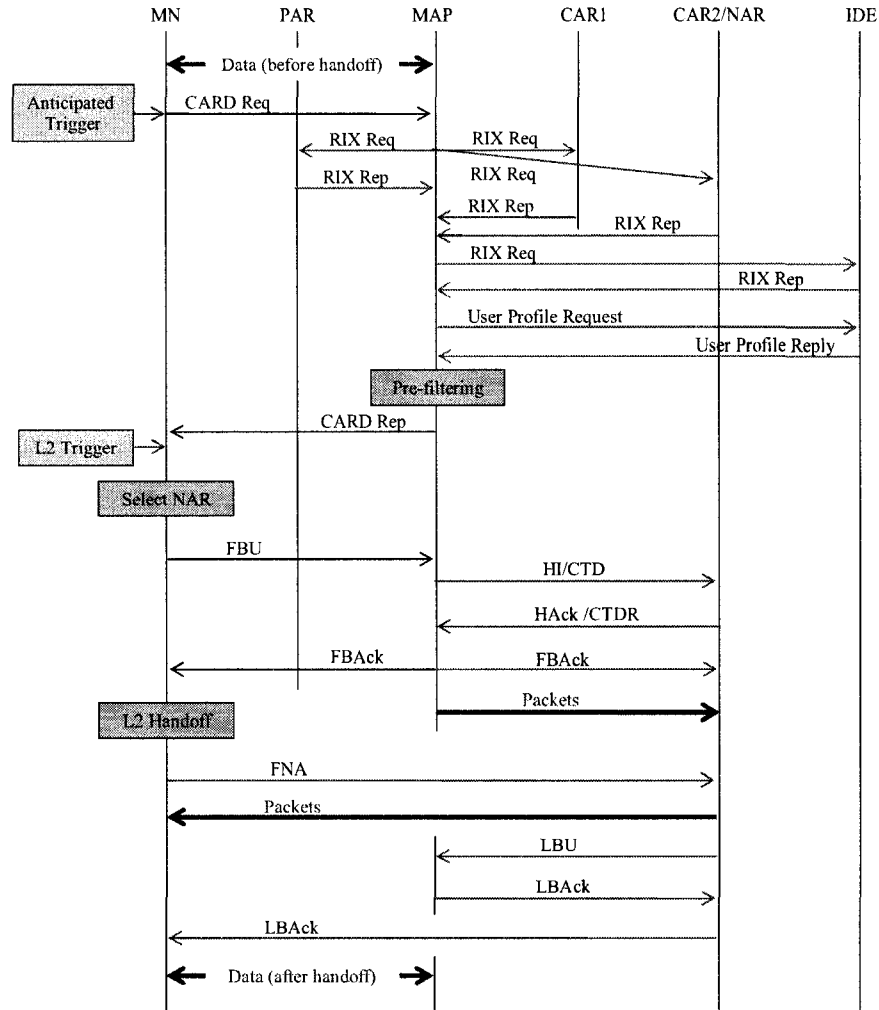 MN PAR MAP CAR1 CAR2/NAR IDE
Data (before handoff)
Anticipated
Trigger
CARD Req
RIX Req RIX Req
RIX Rep RIX Req
RIX Rep
RIX Rep
RIX Req
RIX Rep
User Profile Request
User Profile Reply
Pre-filtering
CARD Rep
L2 Trigger
Select NAR
FBU
HI/CTD
HAck /CTDR
FBAck FBAck
Packets
L2 Handoff
FNA
Packets
LBU
LBAck
LBAck
Data (after handoff)